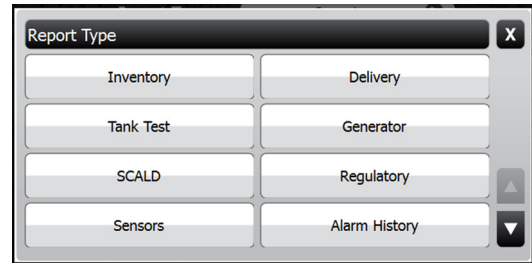 Report Type
X
Inventory
Delivery
Tank Test
Generator
SCALD
Regulatory
Sensors
Alarm History